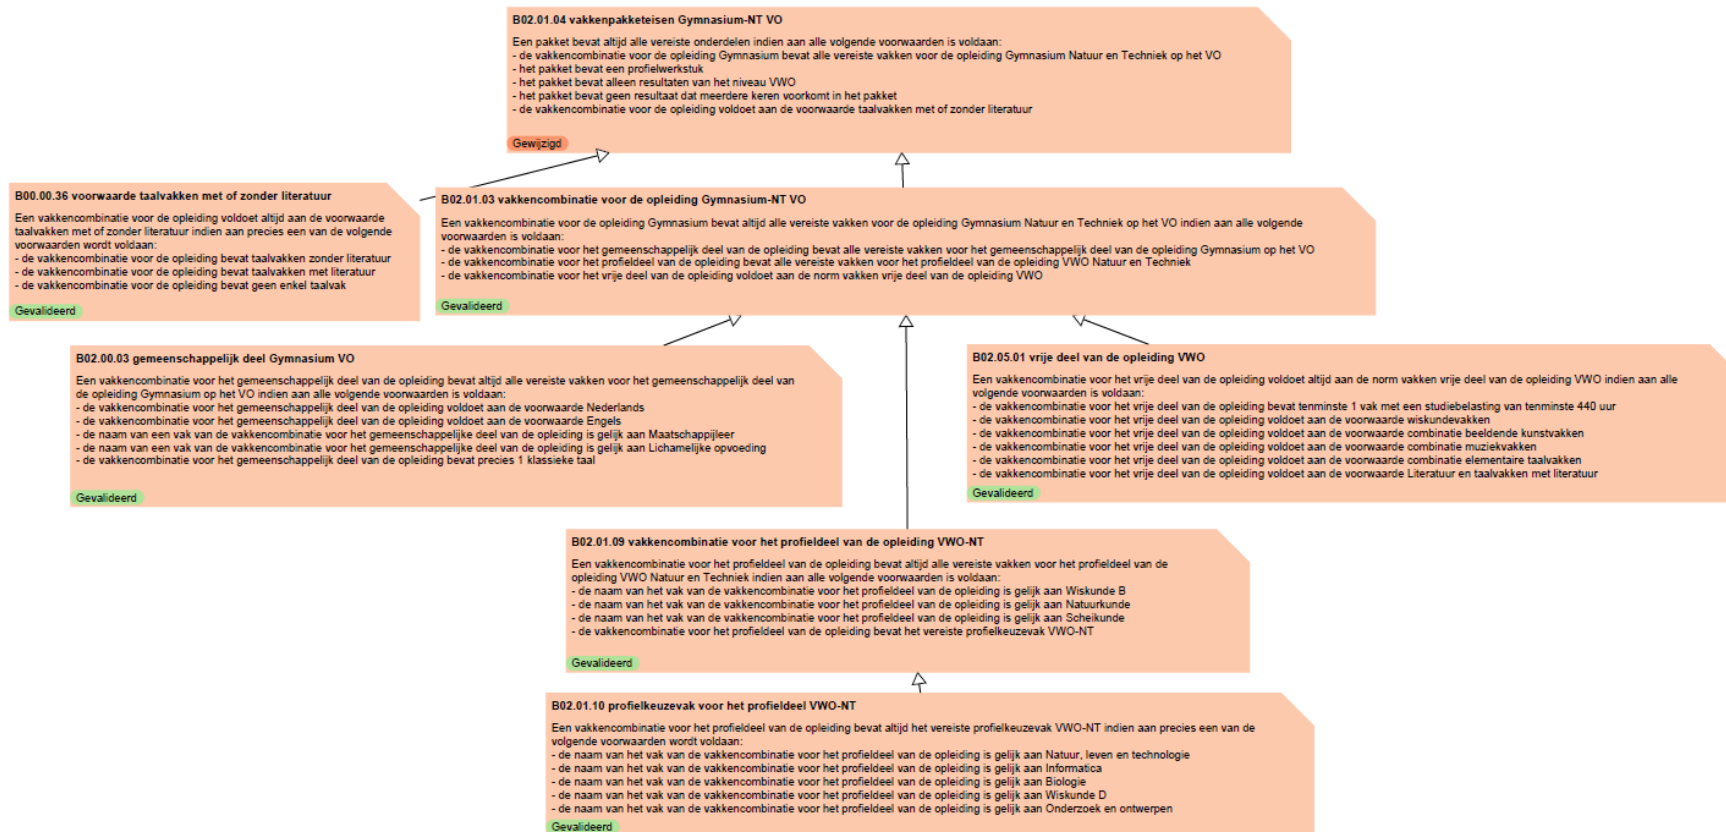 B02.01.04 vakkenpakketeisen Gymnasium-NT VO
Een pakket bevat altijd alle vereiste onderdelen indien aan alle volgende voorwaarden is voldaan:
- de vakkencombinatie voor de opleiding Gymnasium bevat alle vereiste vakken voor de opleiding Gymnasium Natuur en Techniek op het VO
- het pakket bevat een profielwerkstuk
- het pakket bevat alleen resultaten van het niveau VWO
- het pakket bevat geen resultaat dat meerdere keren voorkomt in het pakket
- de vakkencombinatie voor de opleiding voldoet aan de voorwaarde taalvakken met of zonder literatuur
Gewijzigd
B00.00.36 voorwaarde taalvakken met of zonder literatuur
Een vakkencombinatie voor de opleiding voldoet altijd aan de voorwaarde
taalvakken met of zonder literatuur indien aan precies een van de volgende
voorwaarden wordt voldaan:
- de vakkencombinatie voor de opleiding bevat taalvakken zonder literatuur
- de vakkencombinatie voor de opleiding bevat taalvakken met literatuur
- de vakkencombinatie voor de opleiding bevat geen enkel taalvak
Gevalideerd
B02.01.03 vakkencombinatie voor de opleiding Gymnasium-NT VO
Een vakkencombinatie voor de opleiding Gymnasium bevat altijd alle vereiste vakken voor de opleiding Gymnasium Natuur en Techniek op het VO indien aan alle volgende
voorwaarden is voldaan:
- de vakkencombinatie voor het gemeenschappelijk deel van de opleiding bevat alle vereiste vakken voor het gemeenschappelijk deel van de opleiding Gymnasium op het VO
- de vakkencombinatie voor het profieldeel van de opleiding bevat alle vereiste vakken voor het profieldeel van de opleiding VWO Natuur en Techniek
- de vakkencombinatie voor het vrije deel van de opleiding voldoet aan de norm vakken vrije deel van de opleiding VWO
Gevalideerd
B02.00.03 gemeenschappelijk deel Gymnasium VO
Een vakkencombinatie voor het gemeenschappelijk deel van de opleiding bevat altijd alle vereiste vakken voor het gemeenschappelijk deel van
de opleiding Gymnasium op het VO indien aan alle volgende voorwaarden is voldaan:
- de vakkencombinatie voor het gemeenschappelijk deel van de opleiding voldoet aan de voorwaarde Nederlands
- de vakkencombinatie voor het gemeenschappelijk deel van de opleiding voldoet aan de voorwaarde Engels
- de naam van een vak van de vakkencombinatie voor het gemeenschappelijke deel van de opleiding is gelijk aan Maatschappijleer
- de naam van een vak van de vakkencombinatie voor het gemeenschappelijke deel van de opleiding is gelijk aan Lichamelijke opvoeding
- de vakkencombinatie voor het gemeenschappelijk deel van de opleiding bevat precies 1 klassieke taal
Gevalideerd
B02.05.01 vrije deel van de opleiding VWO
Een vakkencombinatie voor het vrije deel van de opleiding voldoet altijd aan de norm vakken vrije deel van de opleiding VWO indien aan alle
volgende voorwaarden is voldaan:
- de vakkencombinatie voor het vrije deel van de opleiding bevat tenminste 1 vak met een studiebelasting van tenminste 440 uur
- de vakkencombinatie voor het vrije deel van de opleiding voldoet aan de voorwaarde wiskundevakken
- de vakkencombinatie voor het vrije deel van de opleiding voldoet aan de voorwaarde combinatie beeldende kunstvakken
- de vakkencombinatie voor het vrije deel van de opleiding voldoet aan de voorwaarde combinatie muziekvakken
- de vakkencombinatie voor het vrije deel van de opleiding voldoet aan de voorwaarde combinatie elementaire taalvakken
- de vakkencombinatie voor het vrije deel van de opleiding voldoet aan de voorwaarde Literatuur en taalvakken met literatuur
Gevalideerd
B02.01.09 vakkencombinatie voor het profieldeel van de opleiding VWO-NT
Een vakkencombinatie voor het profieldeel van de opleiding bevat altijd alle vereiste vakken voor het profieldeel van de
opleiding VWO Natuur en Techniek indien aan alle volgende voorwaarden is voldaan:
- de naam van het vak van de vakkencombinatie voor het profieldeel van de opleiding is gelijk aan Wiskunde B
- de naam van het vak van de vakkencombinatie voor het profieldeel van de opleiding is gelijk aan Natuurkunde
- de naam van het vak van de vakkencombinatie voor het profieldeel van de opleiding is gelijk aan Scheikunde
- de vakkencombinatie voor het profieldeel van de opleiding bevat het vereiste profielkeuzevak VWO-NT
Gevalideerd
B02.01.10 profielkeuzevak voor het profieldeel VWO-NT
Een vakkencombinatie voor het profieldeel van de opleiding bevat altijd het vereiste profielkeuzevak VWO-NT indien aan precies een van de
volgende voorwaarden wordt voldaan:
- de naam van het vak van de vakkencombinatie voor het profieldeel van de opleiding is gelijk aan Natuur, leven en technologie
- de naam van het vak van de vakkencombinatie voor het profieldeel van de opleiding is gelijk aan Informatica
- de naam van het vak van de vakkencombinatie voor het profieldeel van de opleiding is gelijk aan Biologie
- de naam van het vak van de vakkencombinatie voor het profieldeel van de opleiding is gelijk aan Wiskunde D
- de naam van het vak van de vakkencombinatie voor het profieldeel van de opleiding is gelijk aan Onderzoek en ontwerpen
Gevalideerd